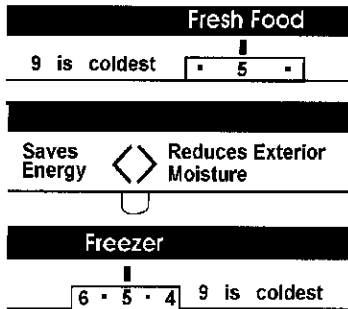 Fresh Food
9 is coldest · 5 ·
Saves Energy
Reduces Exterior Moisture
Freezer
6 · 5 · 4 9 is coldest